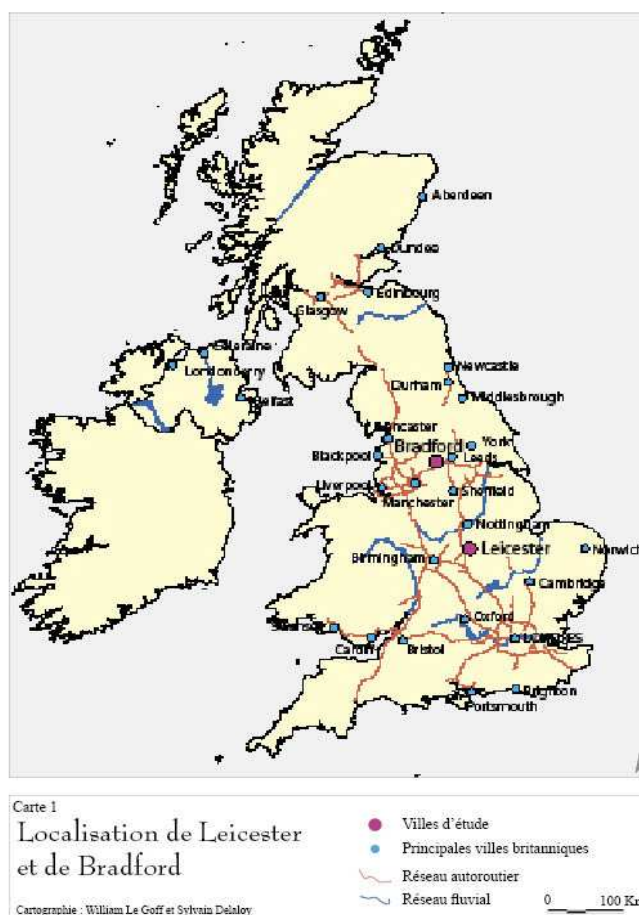 Aberdeen
Dundee
Edinbourg
Glasgow
Coleraine
Londonderry
Belfast
Newcastle
Durham
Middlesbrough
Lancaster
Bradford
York
Blackpool
Leeds
Liverpool
Manchester
Sheffield
Nottingham
Leicester
Norwich
Birmingham
Cambridge
Oxford
Swansea
LONDRES
Cardiff
Bristol
Brighton
Portsmouth
Carte 1
Localisation de Leicester
et de Bradford
Cartographie : William Le Goff et Sylvain Delaloy
Villes d'étude
Principales villes britanniques
Réseau autoroutier
Réseau fluvial
0 100 K